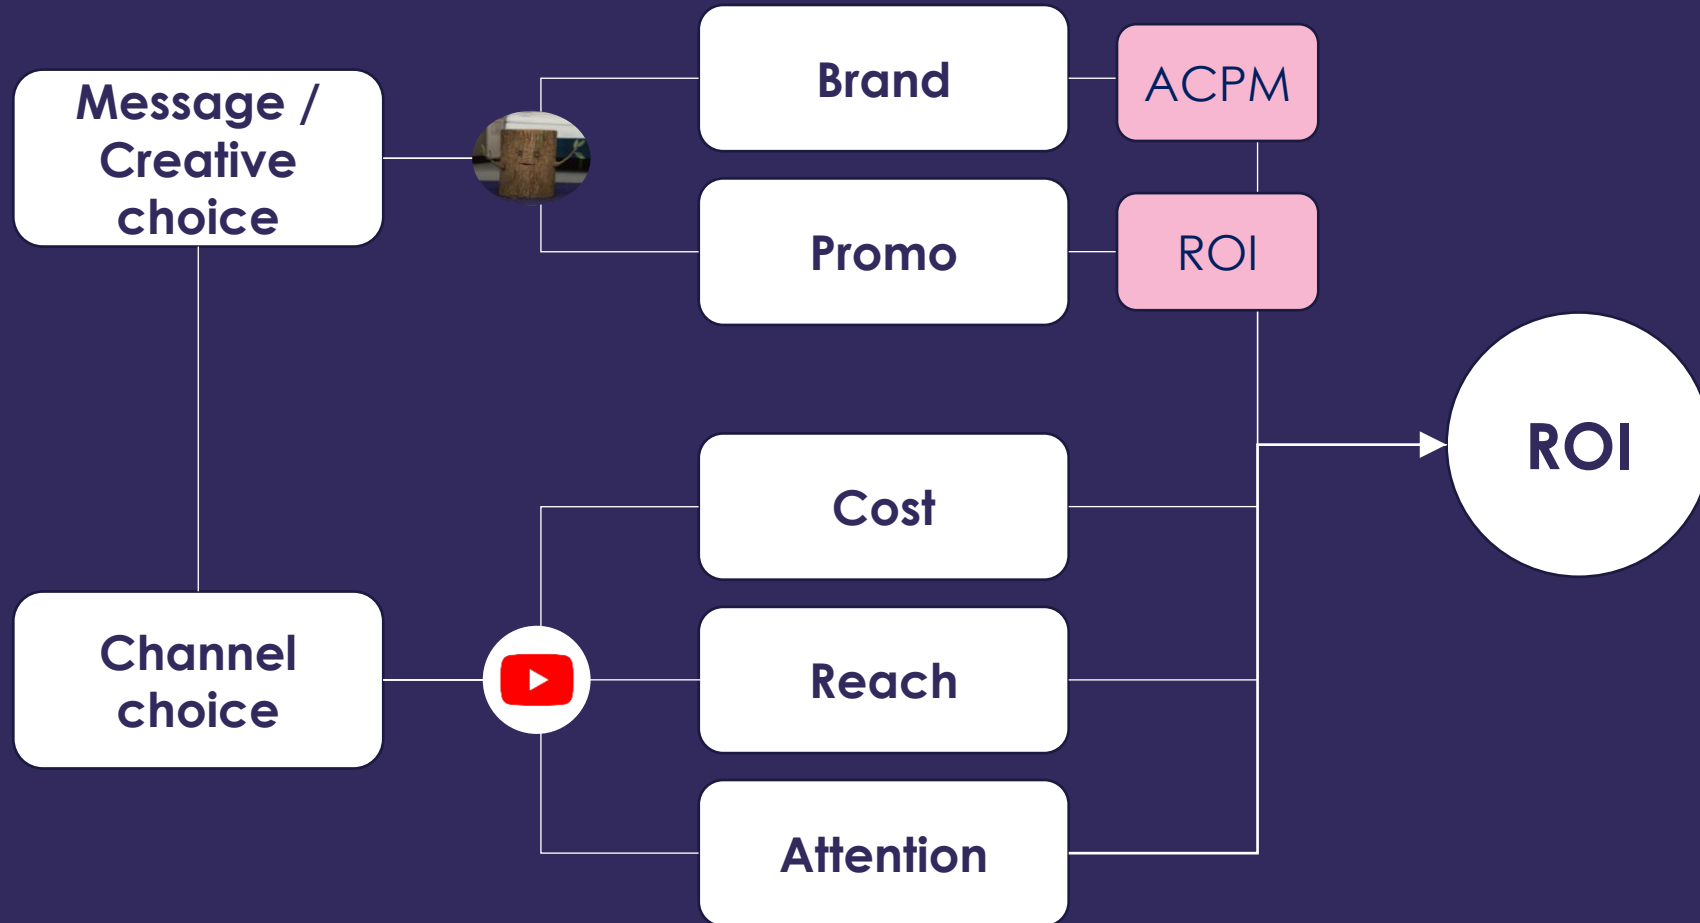 Message /
Creative
choice
Brand
ACPM
Promo
ROI
Cost
ROI
Channel
choice
Reach
Attention